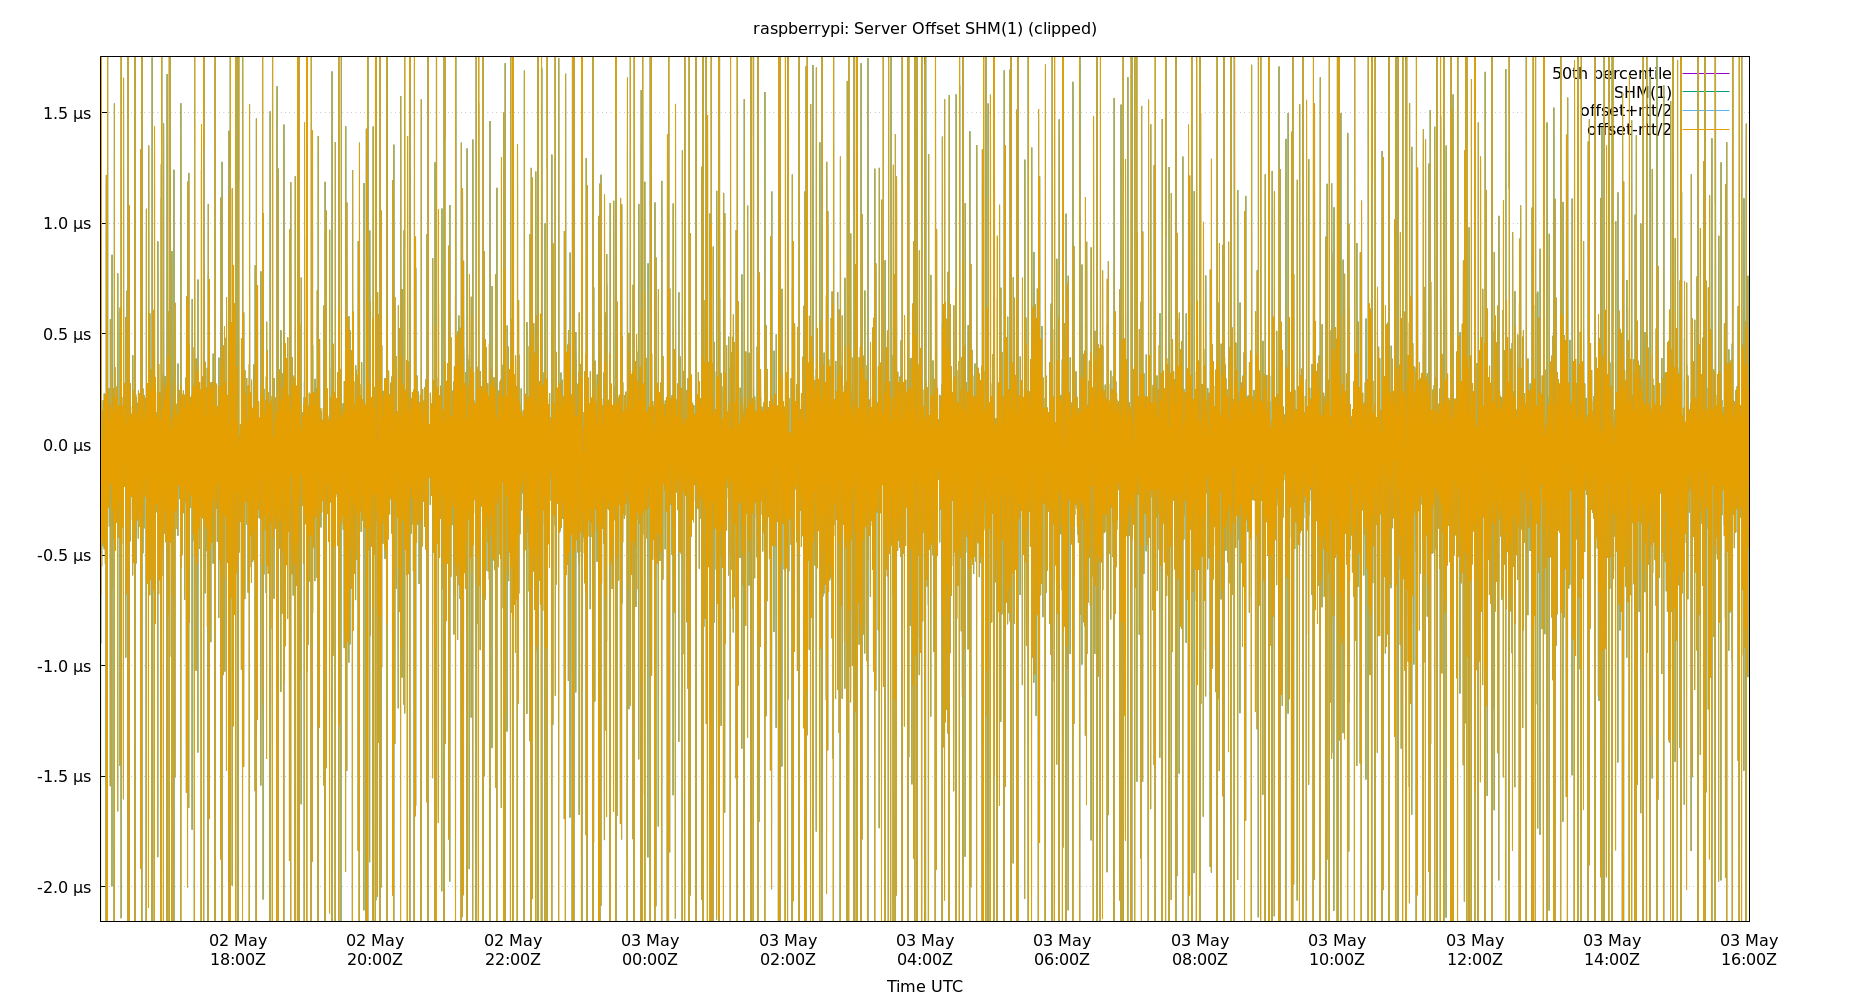 raspberrypi: Server Offset SHM(1) (clipped)
50th percentile
SHM(1)
offset+rtt/2
offset-rtt/2
1.5 µs
1.0 µs
0.5 µs
0.0 µs
-0.5 µs
-1.0 µs
-1.5 µs
-2.0 µs
02 May 02 May 02 May 03 May 03 May 03 May 03 May 03 May 03 May 03 May 03 May 03 May
18:00Z 20:00Z 22:00Z 00:00Z 02:00Z 04:00Z 06:00Z 08:00Z 10:00Z 12:00Z 14:00Z 16:00Z
Time UTC